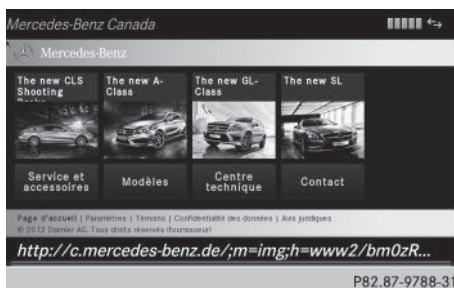 Mercedes-Benz Canada
Mercedes-Benz
The new CLS Shooting
The new A-Class
The new GL-Class
The new SL
Service et accessoires
Modèles
Centre technique
Contact
Page d'accueil | Paramètres | Témoins | Confidentialité des données | Avis juridiques
© 2013 Daimler AG. Tous droits réservés (fournisseur)
http://c.mercedes-benz.de/;m=img;h=www2/bm0zR...
P82.87-9788-31